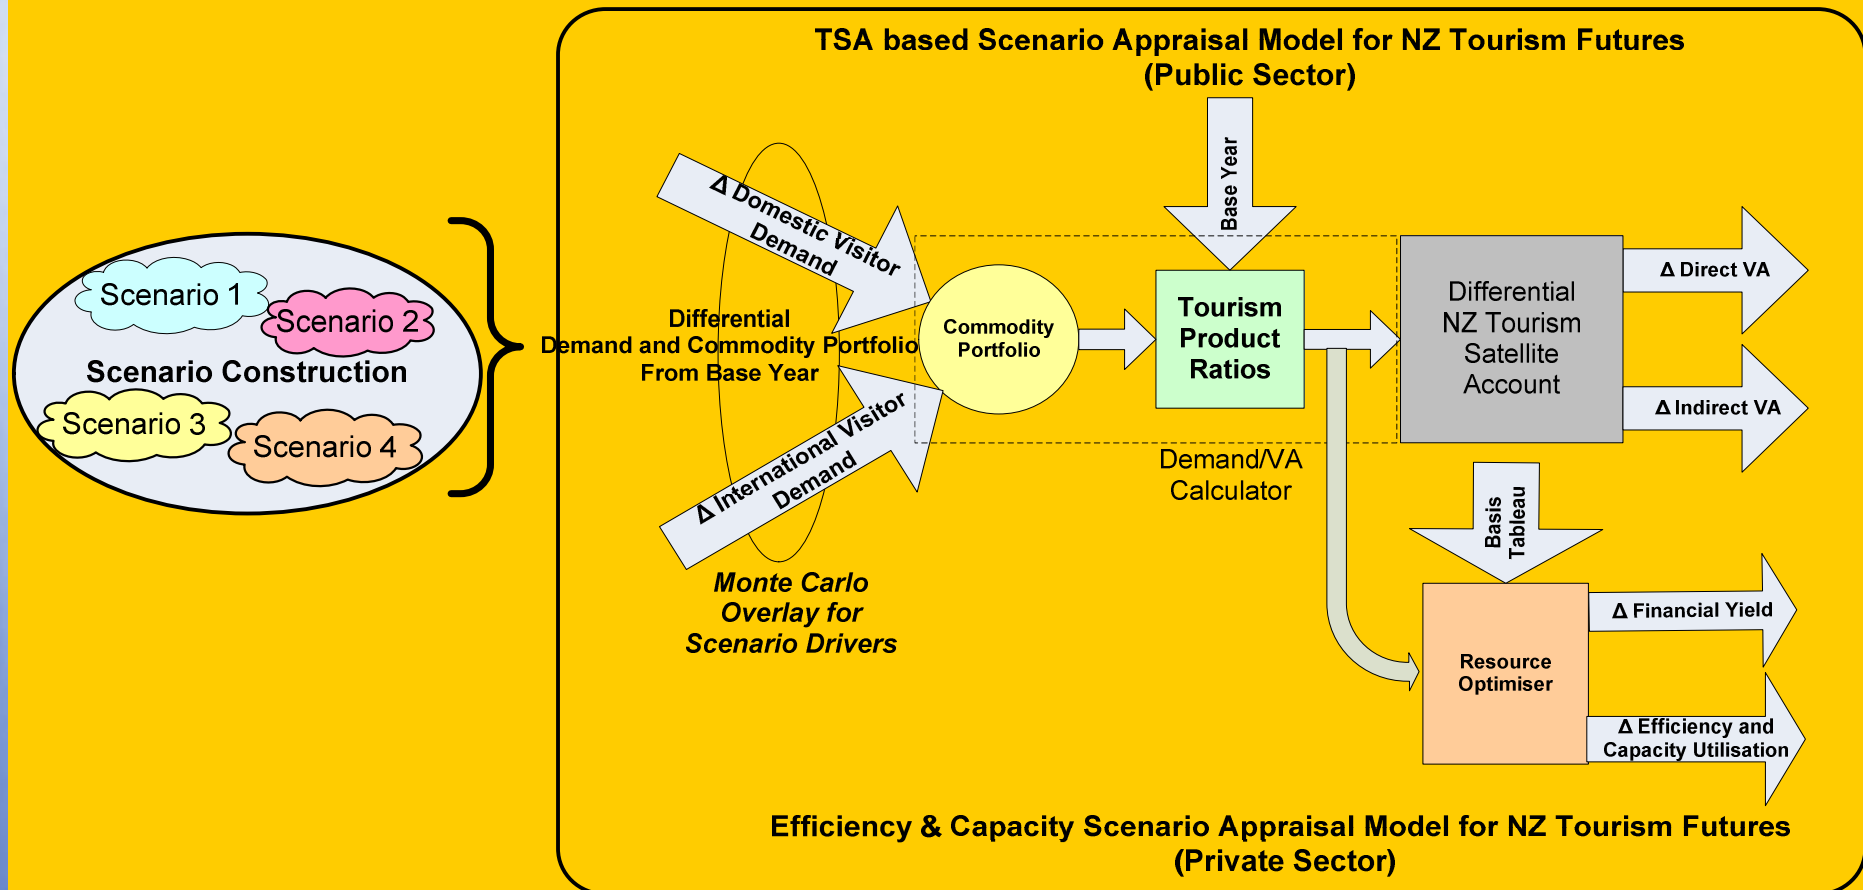 TSA based Scenario Appraisal Model for NZ Tourism Futures
(Public Sector)
Scenario 1
Scenario 2
Scenario Construction
Scenario 3
Scenario 4
Δ Domestic Visitor
Demand
Differential
Demand and Commodity Portfolio
From Base Year
Δ International Visitor
Demand
Monte Carlo
Overlay for
Scenario Drivers
Commodity
Portfolio
Base Year
Tourism
Product
Ratios
Demand/VA
Calculator
Differential
NZ Tourism
Satellite
Account
Δ Direct VA
Δ Indirect VA
Basis
Tableau
Resource
Optimiser
Δ Financial Yield
Δ Efficiency and
Capacity Utilisation
Efficiency & Capacity Scenario Appraisal Model for NZ Tourism Futures
(Private Sector)